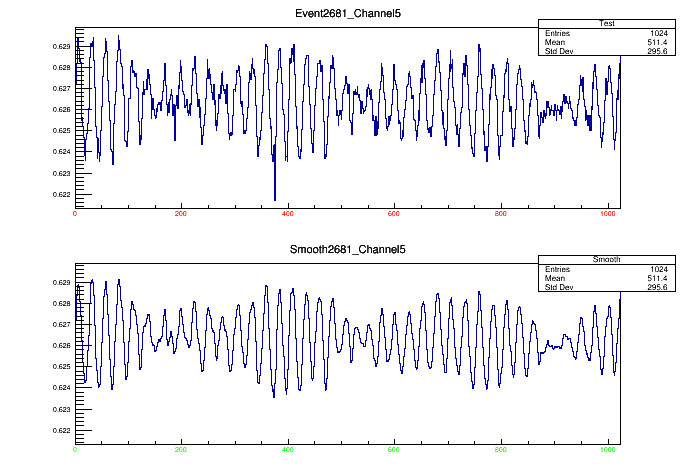 Event2681_Channel5
Test
Entries 1024
Mean 511.4
Std Dev 295.6
0.629
0.628
0.627
0.626
0.625
0.624
0.623
0.622
0 200 400 600 800 1000
Smooth2681_Channel5
Smooth
Entries 1024
Mean 511.4
Std Dev 295.6
0.629
0.628
0.627
0.626
0.625
0.624
0.623
0.622
0 200 400 600 800 1000